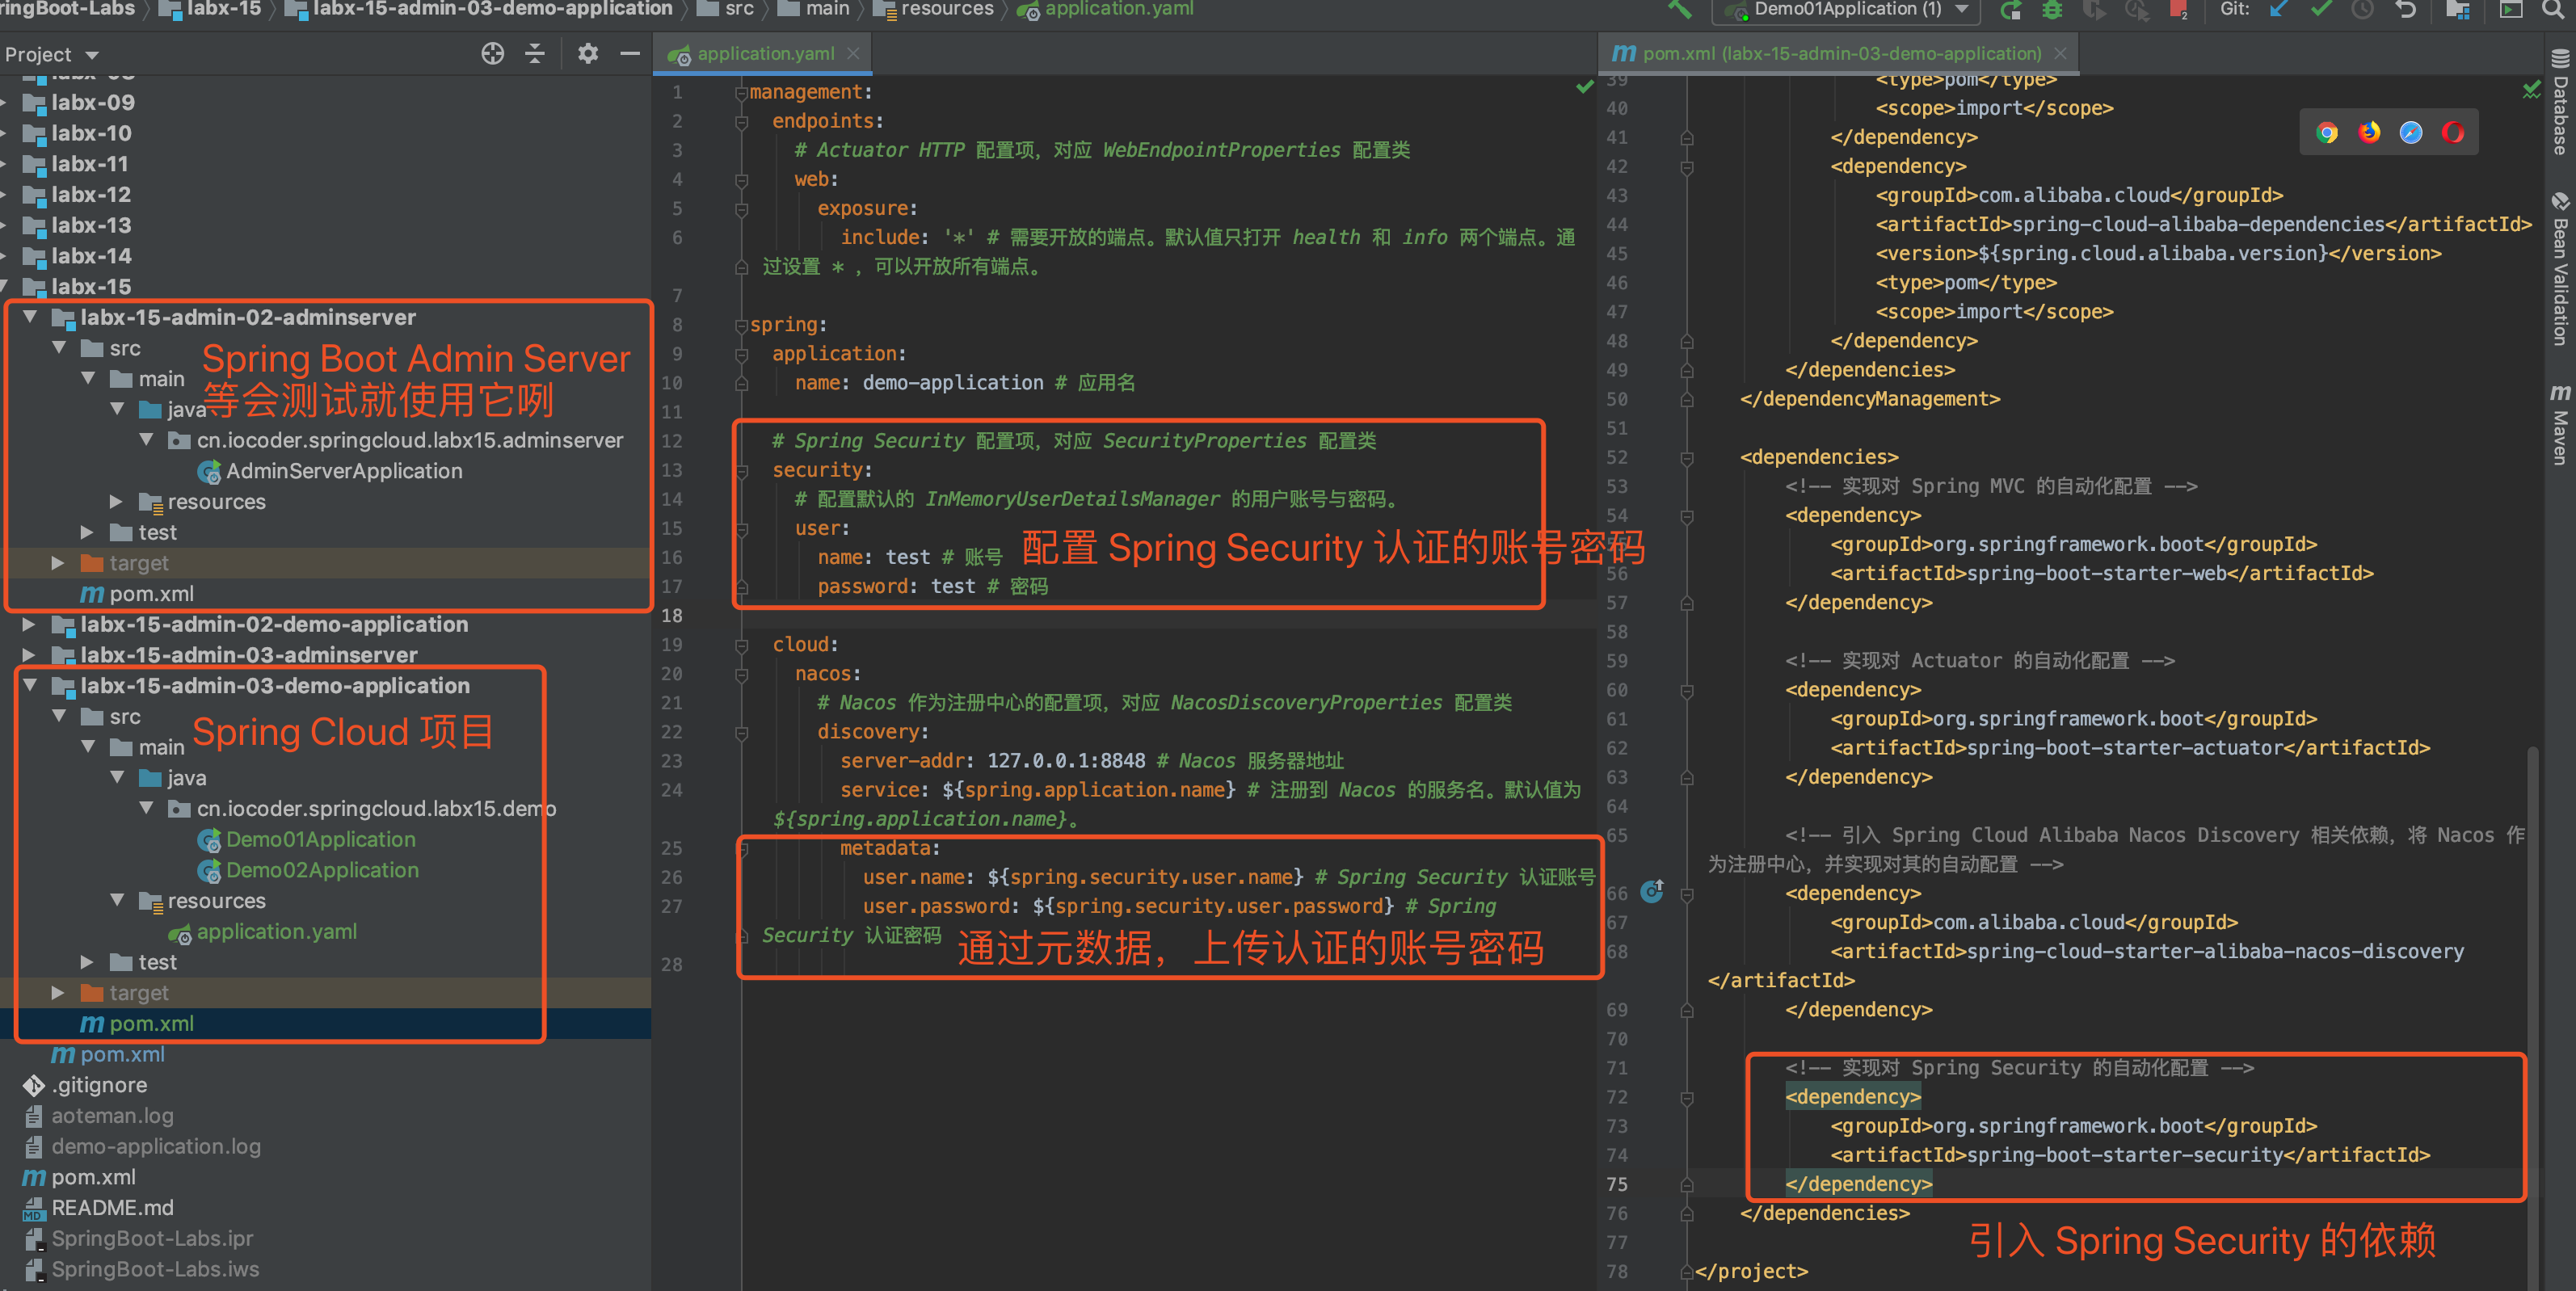 ringBoot-Labs
labx-15
labx-15-admin-03-demo-application
src
main
resources
application.yaml
Demo01Application (1)
2
Git:
Project
application.yaml
pom.xml (labx-15-admin-03-demo-application)
labx-09
labx-10
labx-11
labx-12
labx-13
labx-14
labx-15
labx-15-admin-02-adminserver
src
main
java
cn.iocoder.springcloud.labx15.adminserver
AdminServerApplication
resources
test
target
pom.xml
Spring Boot Admin Server
等会测试就使用它咧
labx-15-admin-02-demo-application
labx-15-admin-03-adminserver
labx-15-admin-03-demo-application
src
main
java
cn.iocoder.springcloud.labx15.demo
Demo01Application
Demo02Application
resources
application.yaml
test
target
pom.xml
Spring Cloud 项目
pom.xml
.gitignore
aoteman.log
demo-application.log
pom.xml
README.md
SpringBoot-Labs.ipr
SpringBoot-Labs.iws
1 management:
2 endpoints:
3 # Actuator HTTP 配置项，对应 WebEndpointProperties 配置类
4 web:
5 exposure:
6 include: '*' # 需要开放的端点。默认值只打开 health 和 info 两个端点。通
过设置 * ，可以开放所有端点。
7
8 spring:
9 application:
10 name: demo-application # 应用名
11
12 # Spring Security 配置项，对应 SecurityProperties 配置类
13 security:
14 # 配置默认的 InMemoryUserDetailsManager 的用户账号与密码。
15 user:
16 name: test # 账号
17 password: test # 密码
配置 Spring Security 认证的账号密码
18
19 cloud:
20 nacos:
21 # Nacos 作为注册中心的配置项，对应 NacosDiscoveryProperties 配置类
22 discovery:
23 server-addr: 127.0.0.1:8848 # Nacos 服务器地址
24 service: ${spring.application.name} # 注册到 Nacos 的服务名。默认值为
${spring.application.name}。
25 metadata:
26 user.name: ${spring.security.user.name} # Spring Security 认证账号
27 user.password: ${spring.security.user.password} # Spring
Security 认证密码
通过元数据，上传认证的账号密码
28
39 <type>pom</type>
40 <scope>import</scope>
41 </dependency>
42 <dependency>
43 <groupId>com.alibaba.cloud</groupId>
44 <artifactId>spring-cloud-alibaba-dependencies</artifactId>
45 <version>${spring.cloud.alibaba.version}</version>
46 <type>pom</type>
47 <scope>import</scope>
48 </dependency>
49 </dependencies>
50 </dependencyManagement>
51
52 <dependencies>
53 <!-- 实现对 Spring MVC 的自动化配置 -->
54 <dependency>
<groupId>org.springframework.boot</groupId>
56 <artifactId>spring-boot-starter-web</artifactId>
57 </dependency>
58
59 <!-- 实现对 Actuator 的自动化配置 -->
60 <dependency>
61 <groupId>org.springframework.boot</groupId>
62 <artifactId>spring-boot-starter-actuator</artifactId>
63 </dependency>
64
65 <!-- 引入 Spring Cloud Alibaba Nacos Discovery 相关依赖，将 Nacos 作
为注册中心，并实现对其的自动配置 -->
66 <dependency>
67 <groupId>com.alibaba.cloud</groupId>
68 <artifactId>spring-cloud-starter-alibaba-nacos-discovery
</artifactId>
69 </dependency>
70
71 <!-- 实现对 Spring Security 的自动化配置 -->
72 <dependency>
73 <groupId>org.springframework.boot</groupId>
74 <artifactId>spring-boot-starter-security</artifactId>
75 </dependency>
76 </dependencies>
引入 Spring Security 的依赖
77
78 </project>
Database
Bean Validation
Maven